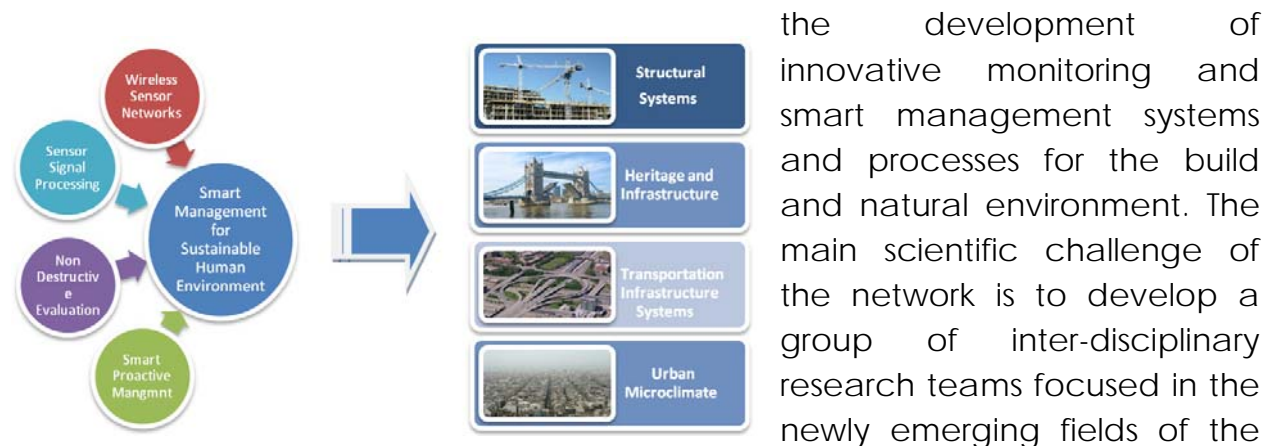 Wireless
Sensor
Networks
Sensor
Signal
Processing
Non
Destructiv
e
Evaluation
Smart
Proactive
Mangmnt
Smart
Management
for
Sustainable
Human
Environment
Structural
Systems
Heritage and
Infrastructure
Transportation
Infrastructure
Systems
Urban
Microclimate
the development of
innovative monitoring and
smart management systems
and processes for the build
and natural environment. The
main scientific challenge of
the network is to develop a
group of inter-disciplinary
research teams focused in the
newly emerging fields of the